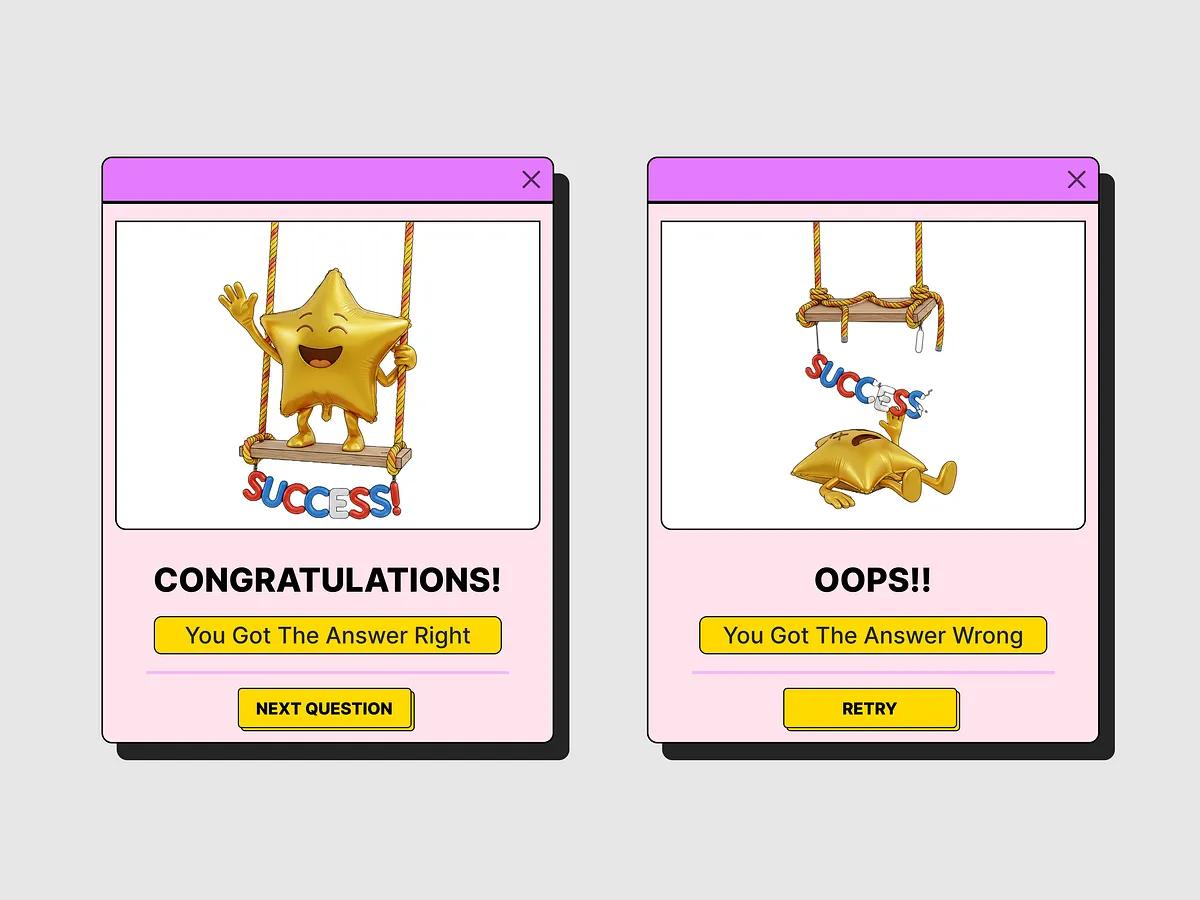 SUCCESS!
CONGRATULATIONS!
You Got The Answer Right
NEXT QUESTION
SUCCESS
OOPS!!
You Got The Answer Wrong
RETRY